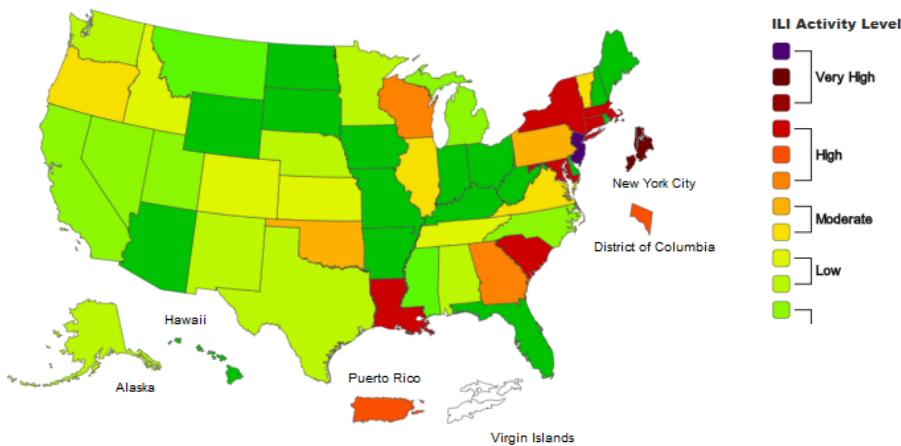 ILI Activity Level
Very High
High
New York City
Moderate
District of Columbia
Low
Hawaii
Alaska
Puerto Rico
Virgin Islands